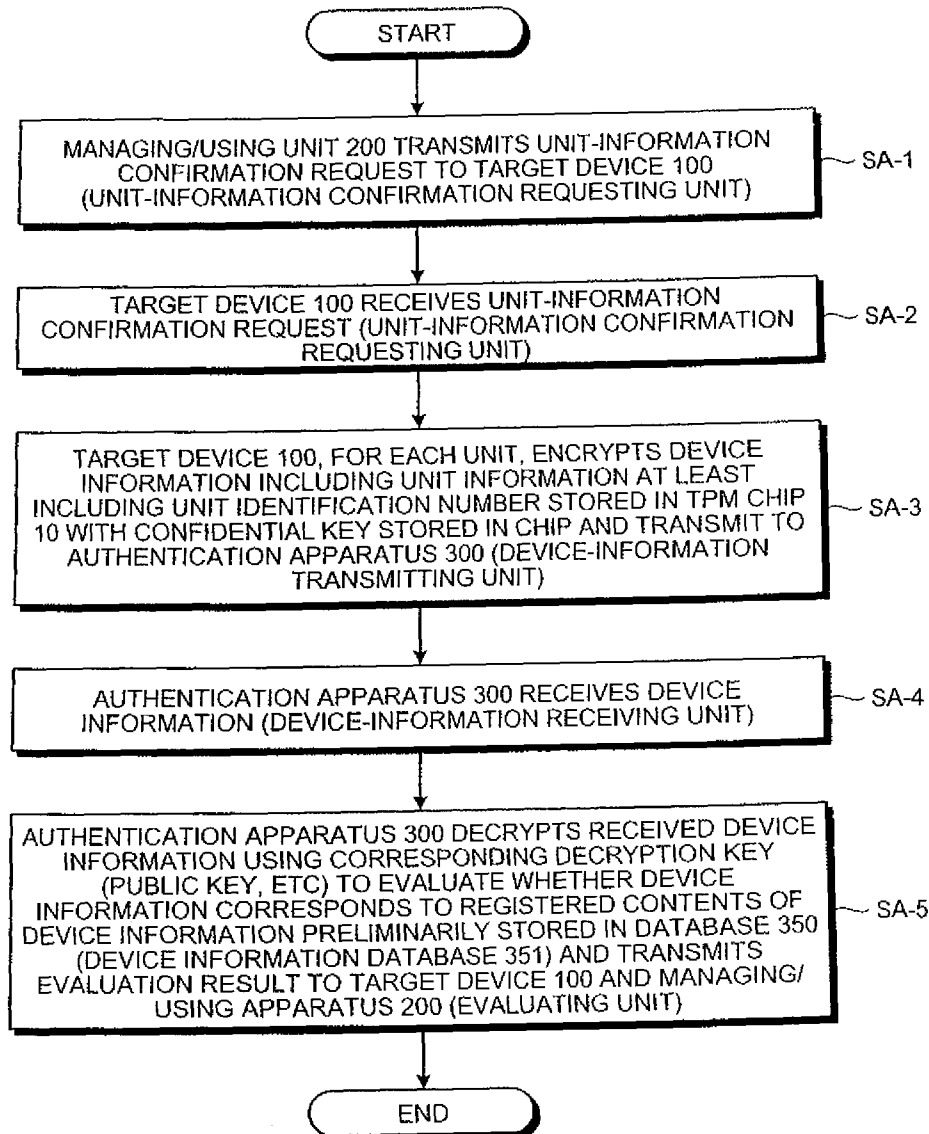 START
MANAGING/USING UNIT 200 TRANSMITS UNIT-INFORMATION
CONFIRMATION REQUEST TO TARGET DEVICE 100
(UNIT-INFORMATION CONFIRMATION REQUESTING UNIT)
SA-1
TARGET DEVICE 100 RECEIVES UNIT-INFORMATION
CONFIRMATION REQUEST (UNIT-INFORMATION CONFIRMATION
REQUESTING UNIT)
SA-2
TARGET DEVICE 100, FOR EACH UNIT, ENCRYPTS DEVICE
INFORMATION INCLUDING UNIT INFORMATION AT LEAST
INCLUDING UNIT IDENTIFICATION NUMBER STORED IN TPM CHIP
10 WITH CONFIDENTIAL KEY STORED IN CHIP AND TRANSMIT TO
AUTHENTICATION APPARATUS 300 (DEVICE-INFORMATION
TRANSMITTING UNIT)
SA-3
AUTHENTICATION APPARATUS 300 RECEIVES DEVICE
INFORMATION (DEVICE-INFORMATION RECEIVING UNIT)
SA-4
AUTHENTICATION APPARATUS 300 DECRYPTS RECEIVED DEVICE
INFORMATION USING CORRESPONDING DECRYPTION KEY
(PUBLIC KEY, ETC) TO EVALUATE WHETHER DEVICE
INFORMATION CORRESPONDS TO REGISTERED CONTENTS OF
DEVICE INFORMATION PRELIMINARILY STORED IN DATABASE 350
(DEVICE INFORMATION DATABASE 351) AND TRANSMITS
EVALUATION RESULT TO TARGET DEVICE 100 AND MANAGING/
USING APPARATUS 200 (EVALUATING UNIT)
SA-5
END